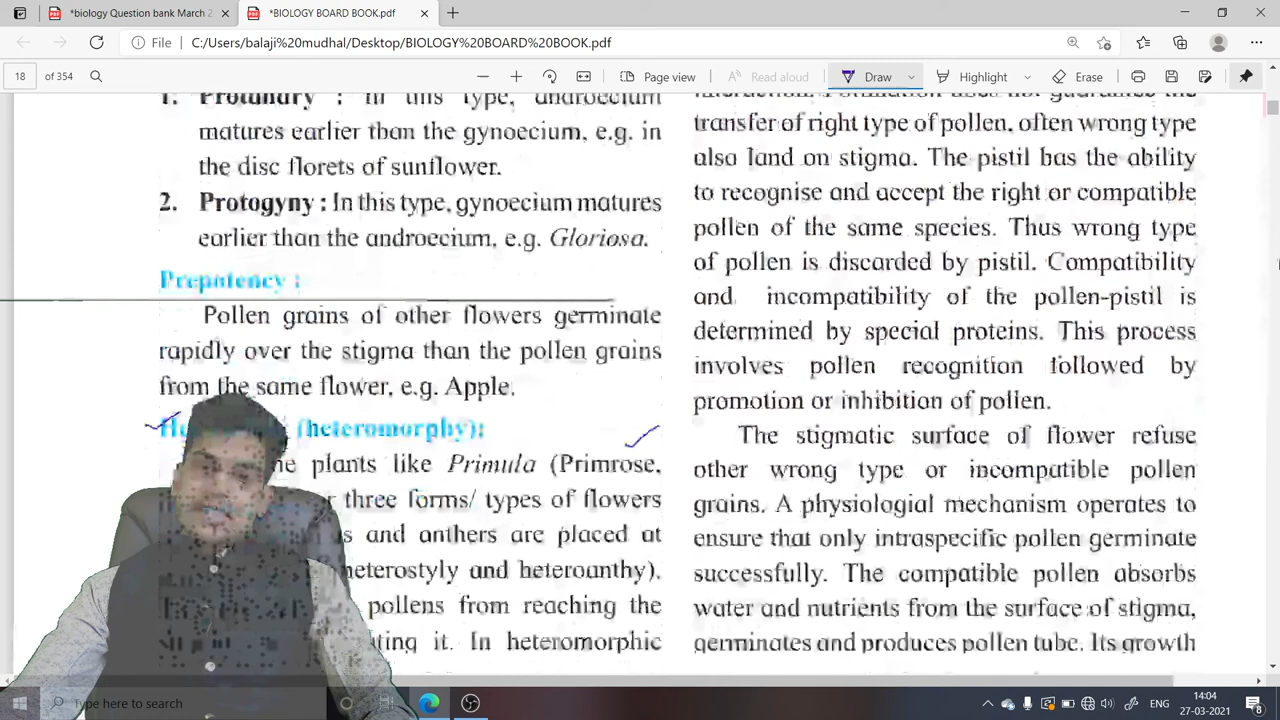 *biology Question bank March 2
*BIOLOGY BOARD BOOK.pdf
File
C:/Users/balaji%20mudhal/Desktop/BIOLOGY%20BOARD%20BOOK.pdf
18 of 354
Page view
Read aloud
Draw
Highlight
Erase
1. Protandry : In this type, androecium
matures earlier than the gynoecium, e.g. in
the disc florets of sunflower.
2. Protogyny : In this type, gynoecium matures
earlier than the androecium, e.g. Gloriosa.
Prepotency :
Pollen grains of other flowers germinate
rapidly over the stigma than the pollen grains
from the same flower, e.g. Apple.
(heteromorphy):
plants like Primula (Primrose,
three forms/ types of flowers
and anthers are placed at
heterostyly and heteroanthy).
pollens from reaching the
it. In heteromorphic
transfer of right type of pollen, often wrong type
also land on stigma. The pistil has the ability
to recognise and accept the right or compatible
pollen of the same species. Thus wrong type
of pollen is discarded by pistil. Compatibility
and incompatibility of the pollen-pistil is
determined by special proteins. This process
involves pollen recognition followed by
promotion or inhibition of pollen.
The stigmatic surface of flower refuse
other wrong type or incompatible pollen
grains. A physiologial mechanism operates to
ensure that only intraspecific pollen germinate
successfully. The compatible pollen absorbs
water and nutrients from the surface of stigma,
germinates and produces pollen tube. Its growth
Type here to search
ENG
14:04
27-03-2021
8